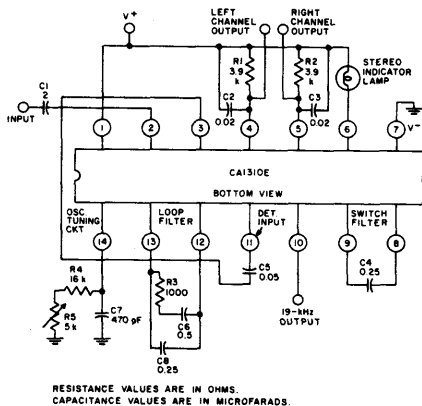 LEFT CHANNEL OUTPUT
RIGHT CHANNEL OUTPUT
V+
R1 3.9 k
R2 3.9 k
STEREO INDICATOR LAMP
C1 2
INPUT
C2 0.02
C3 0.02
V-
1 2 3 4 5 6 7
CA1310E
BOTTOM VIEW
OSC TUNING CKT
LOOP FILTER
DET. INPUT
SWITCH FILTER
14 13 12 11 10 9 8
R4 16 k
R5 5 k
C7 470 pF
R3 1000
C6 0.5
C8 0.25
C5 0.05
19-kHz OUTPUT
C4 0.25
RESISTANCE VALUES ARE IN OHMS.
CAPACITANCE VALUES ARE IN MICROFARADS.